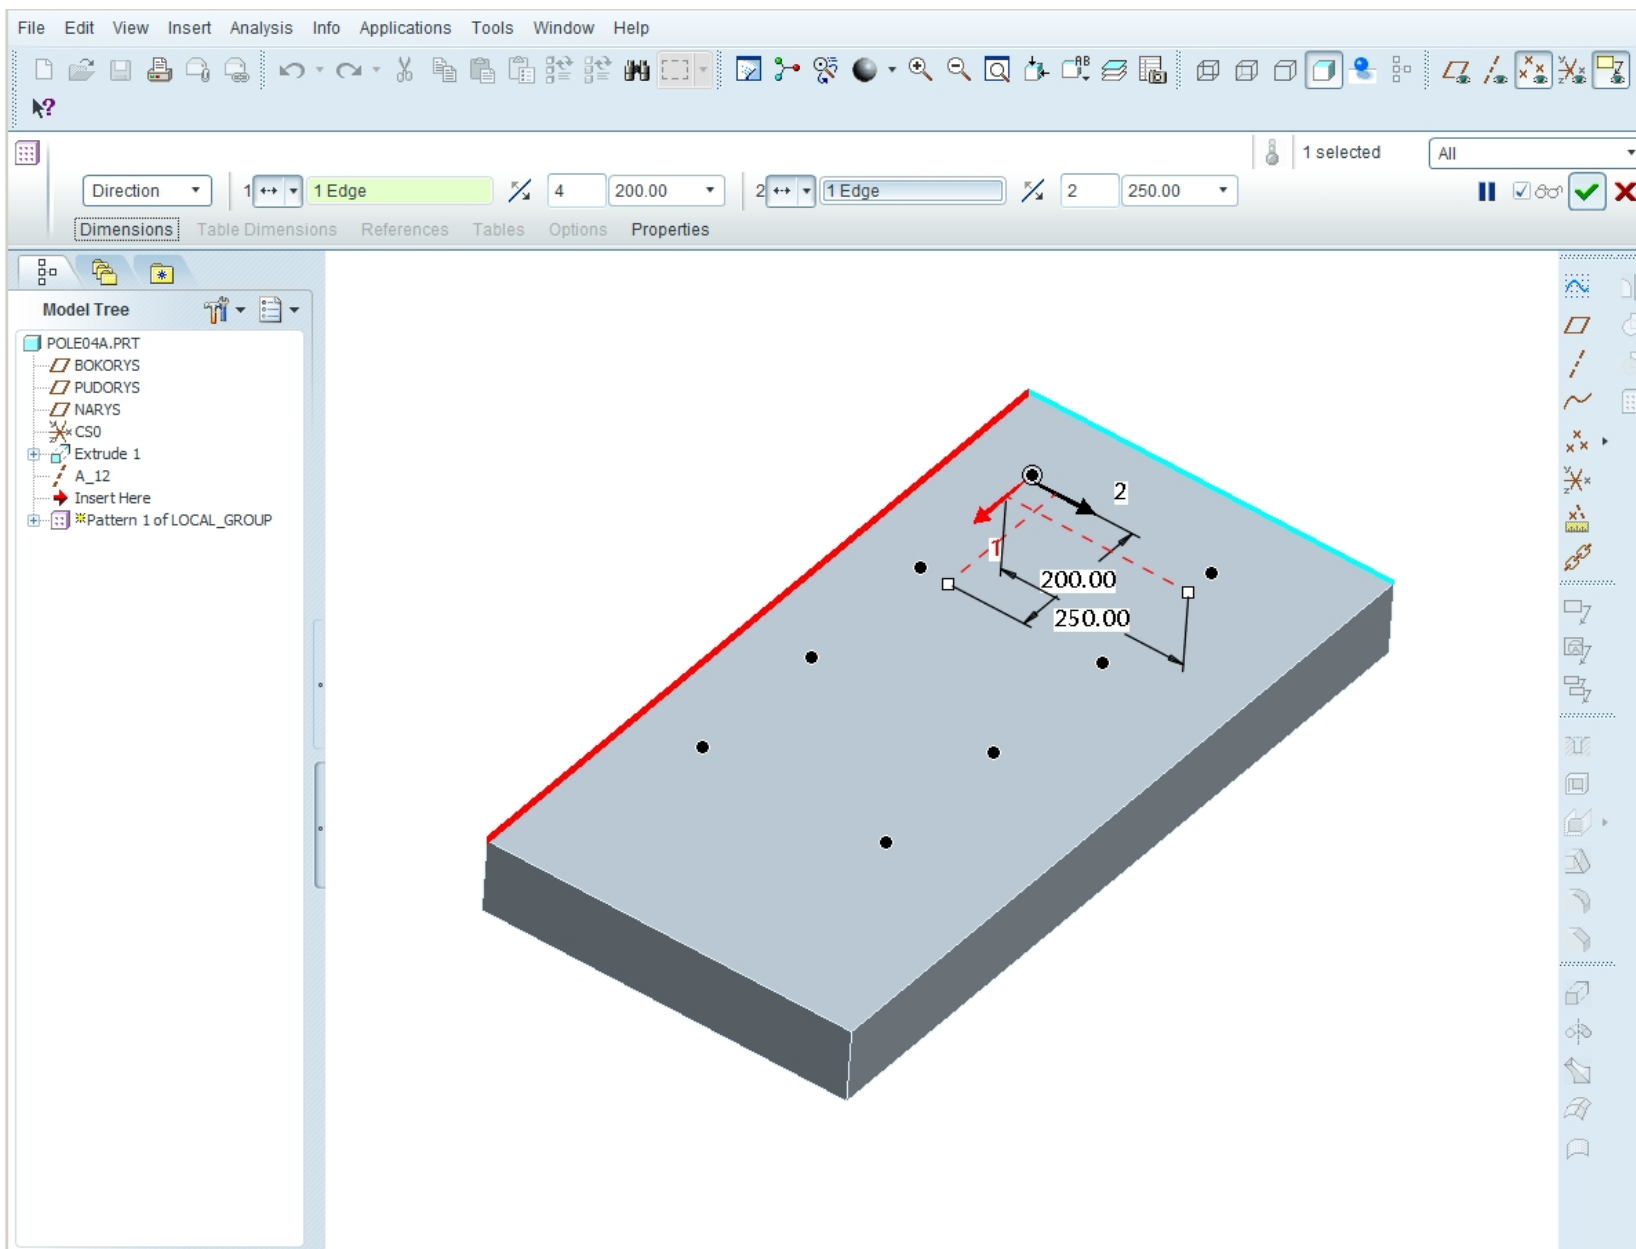 File Edit View Insert Analysis Info Applications Tools Window Help
1 selected All
Direction 1 1 Edge 4 200.00 2 1 Edge 2 250.00
Dimensions Table Dimensions References Tables Options Properties
Model Tree
POLE04A.PRT
BOKORYS
PUDORYS
NARYS
CS0
Extrude 1
A_12
Insert Here
Pattern 1 of LOCAL_GROUP
2
1
200.00
250.00